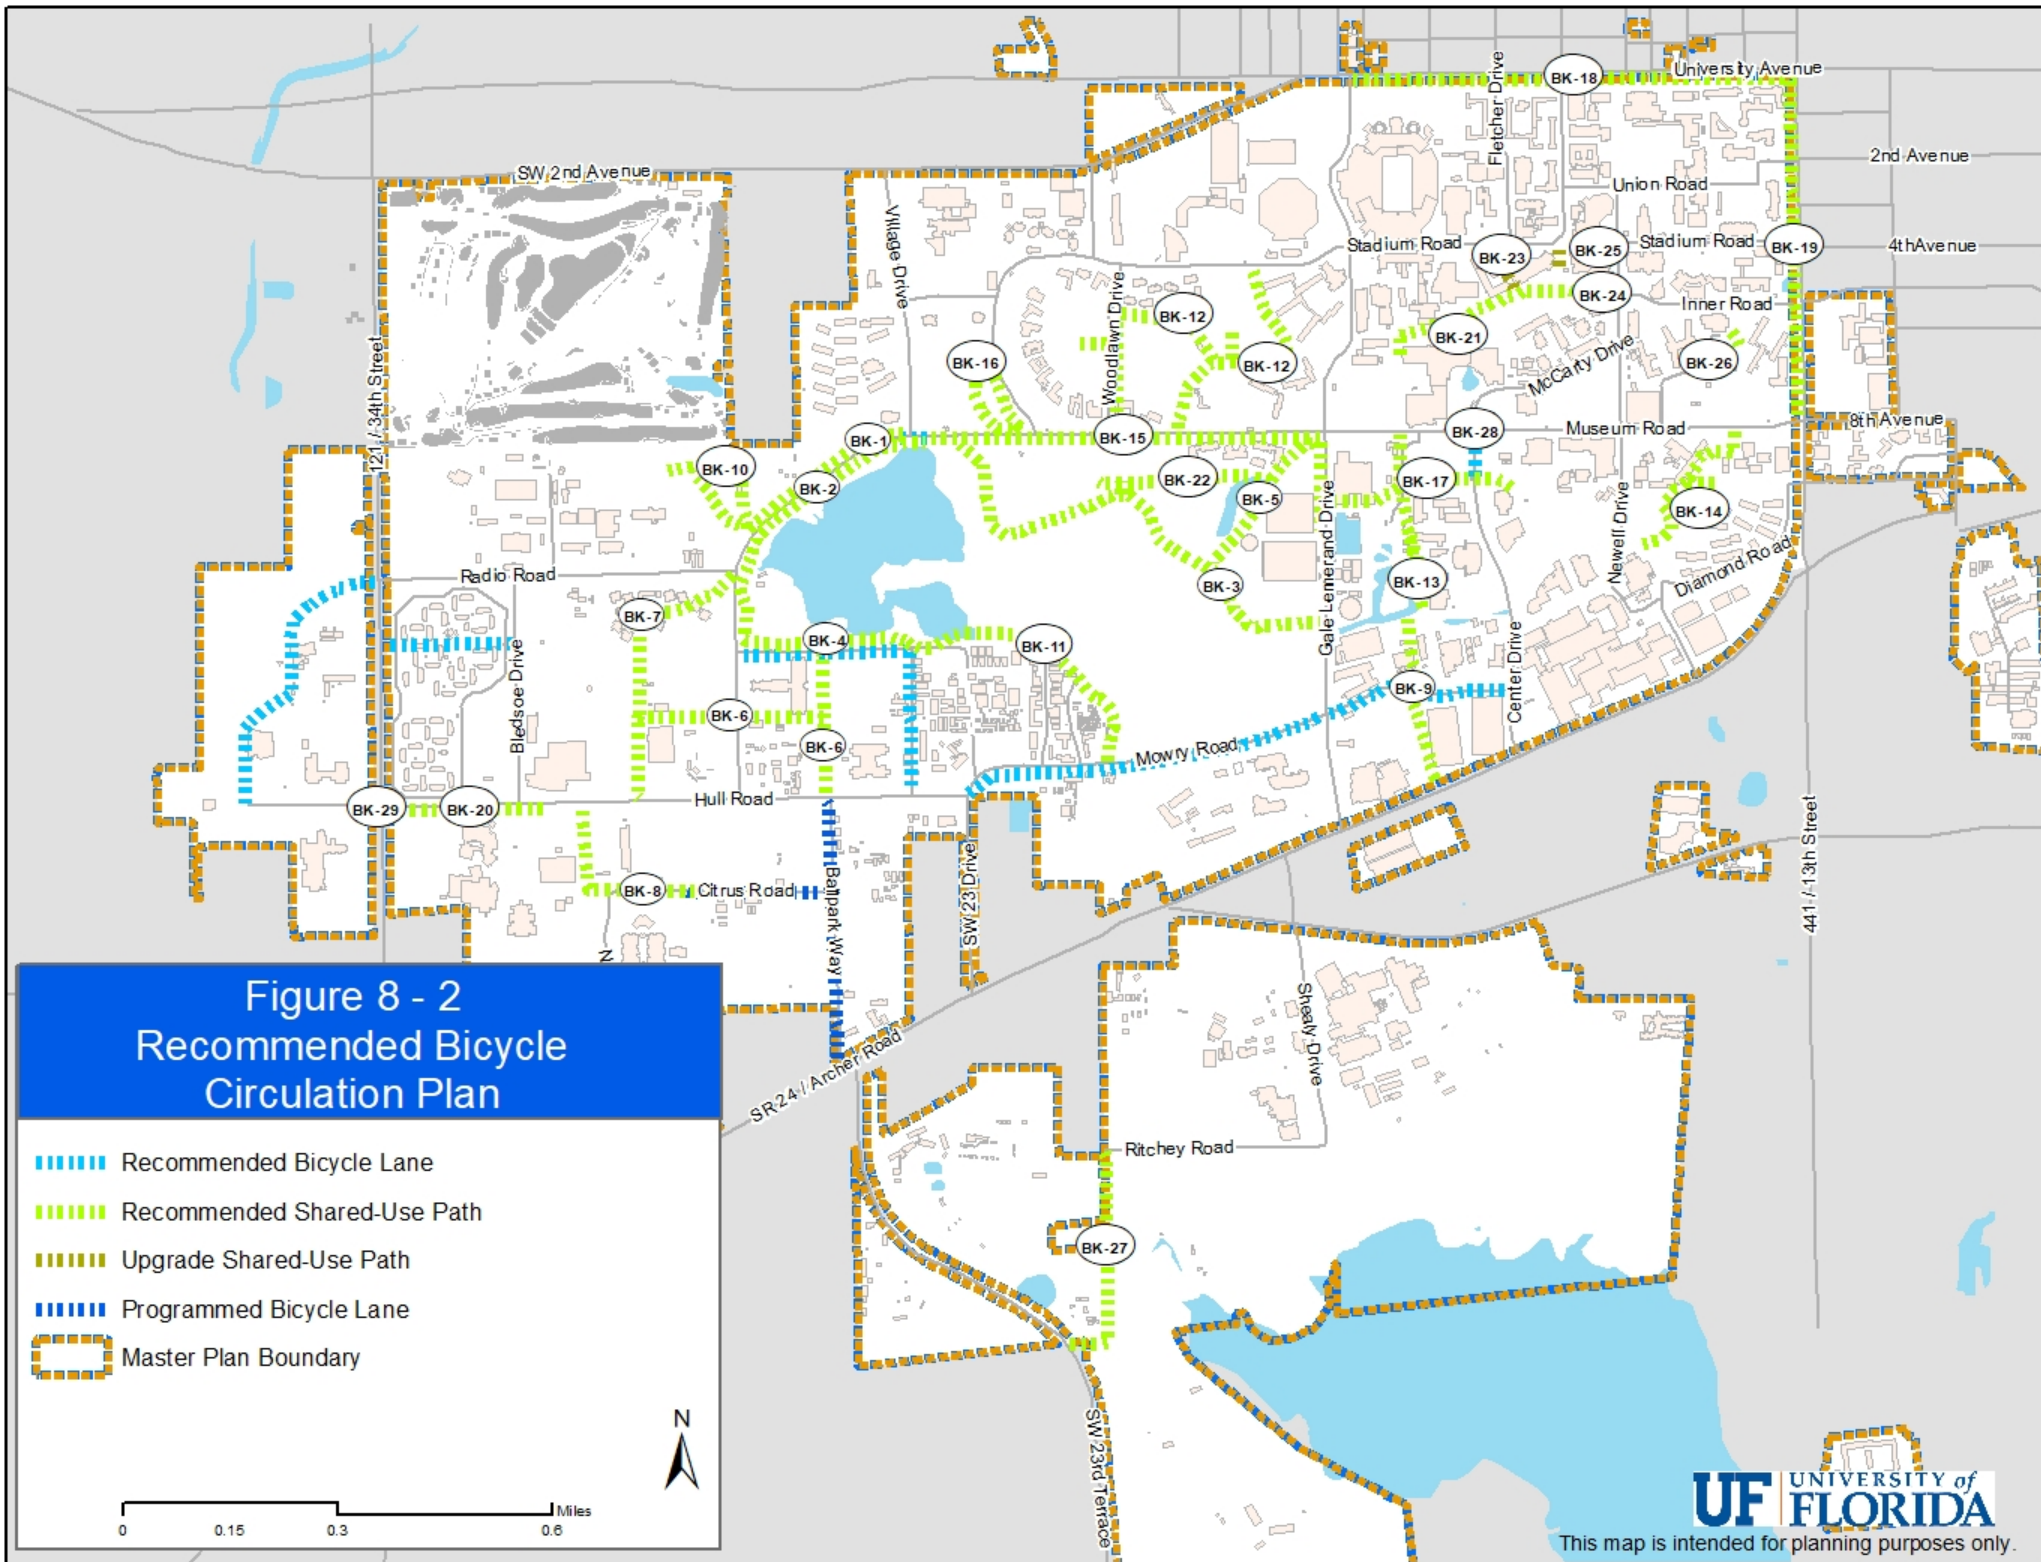 University Avenue
BK-18
Fletcher Drive
2nd Avenue
SW 2nd Avenue
Union Road
Village Drive
Stadium Road
BK-23
BK-25
Stadium Road
BK-19
4thAvenue
Woodlawn Drive
BK-24
Inner Road
BK-12
BK-21
121 / 34th Street
BK-16
BK-12
McCarty Drive
BK-26
BK-1
BK-15
BK-28
Museum Road
8th Avenue
BK-10
BK-2
BK-22
BK-5
BK-17
Gale Lemerand Drive
Newell Drive
BK-14
Radio Road
BK-3
BK-13
Diamond Road
BK-7
BK-4
BK-11
Bledsoe Drive
Center Drive
BK-9
BK-6
BK-6
Mowry Road
BK-29
BK-20
Hull Road
441 / 13th Street
BK-8
Citrus Road
Ballpark Way
SW 23 Drive
N
Shealy Drive
SR 24 / Archer Road
Ritchey Road
BK-27
SW 23rd Terrace
Figure 8 - 2
Recommended Bicycle
Circulation Plan
Recommended Bicycle Lane
Recommended Shared-Use Path
Upgrade Shared-Use Path
Programmed Bicycle Lane
Master Plan Boundary
N
Miles
0 0.15 0.3 0.6
UF UNIVERSITY of
FLORIDA
This map is intended for planning purposes only.